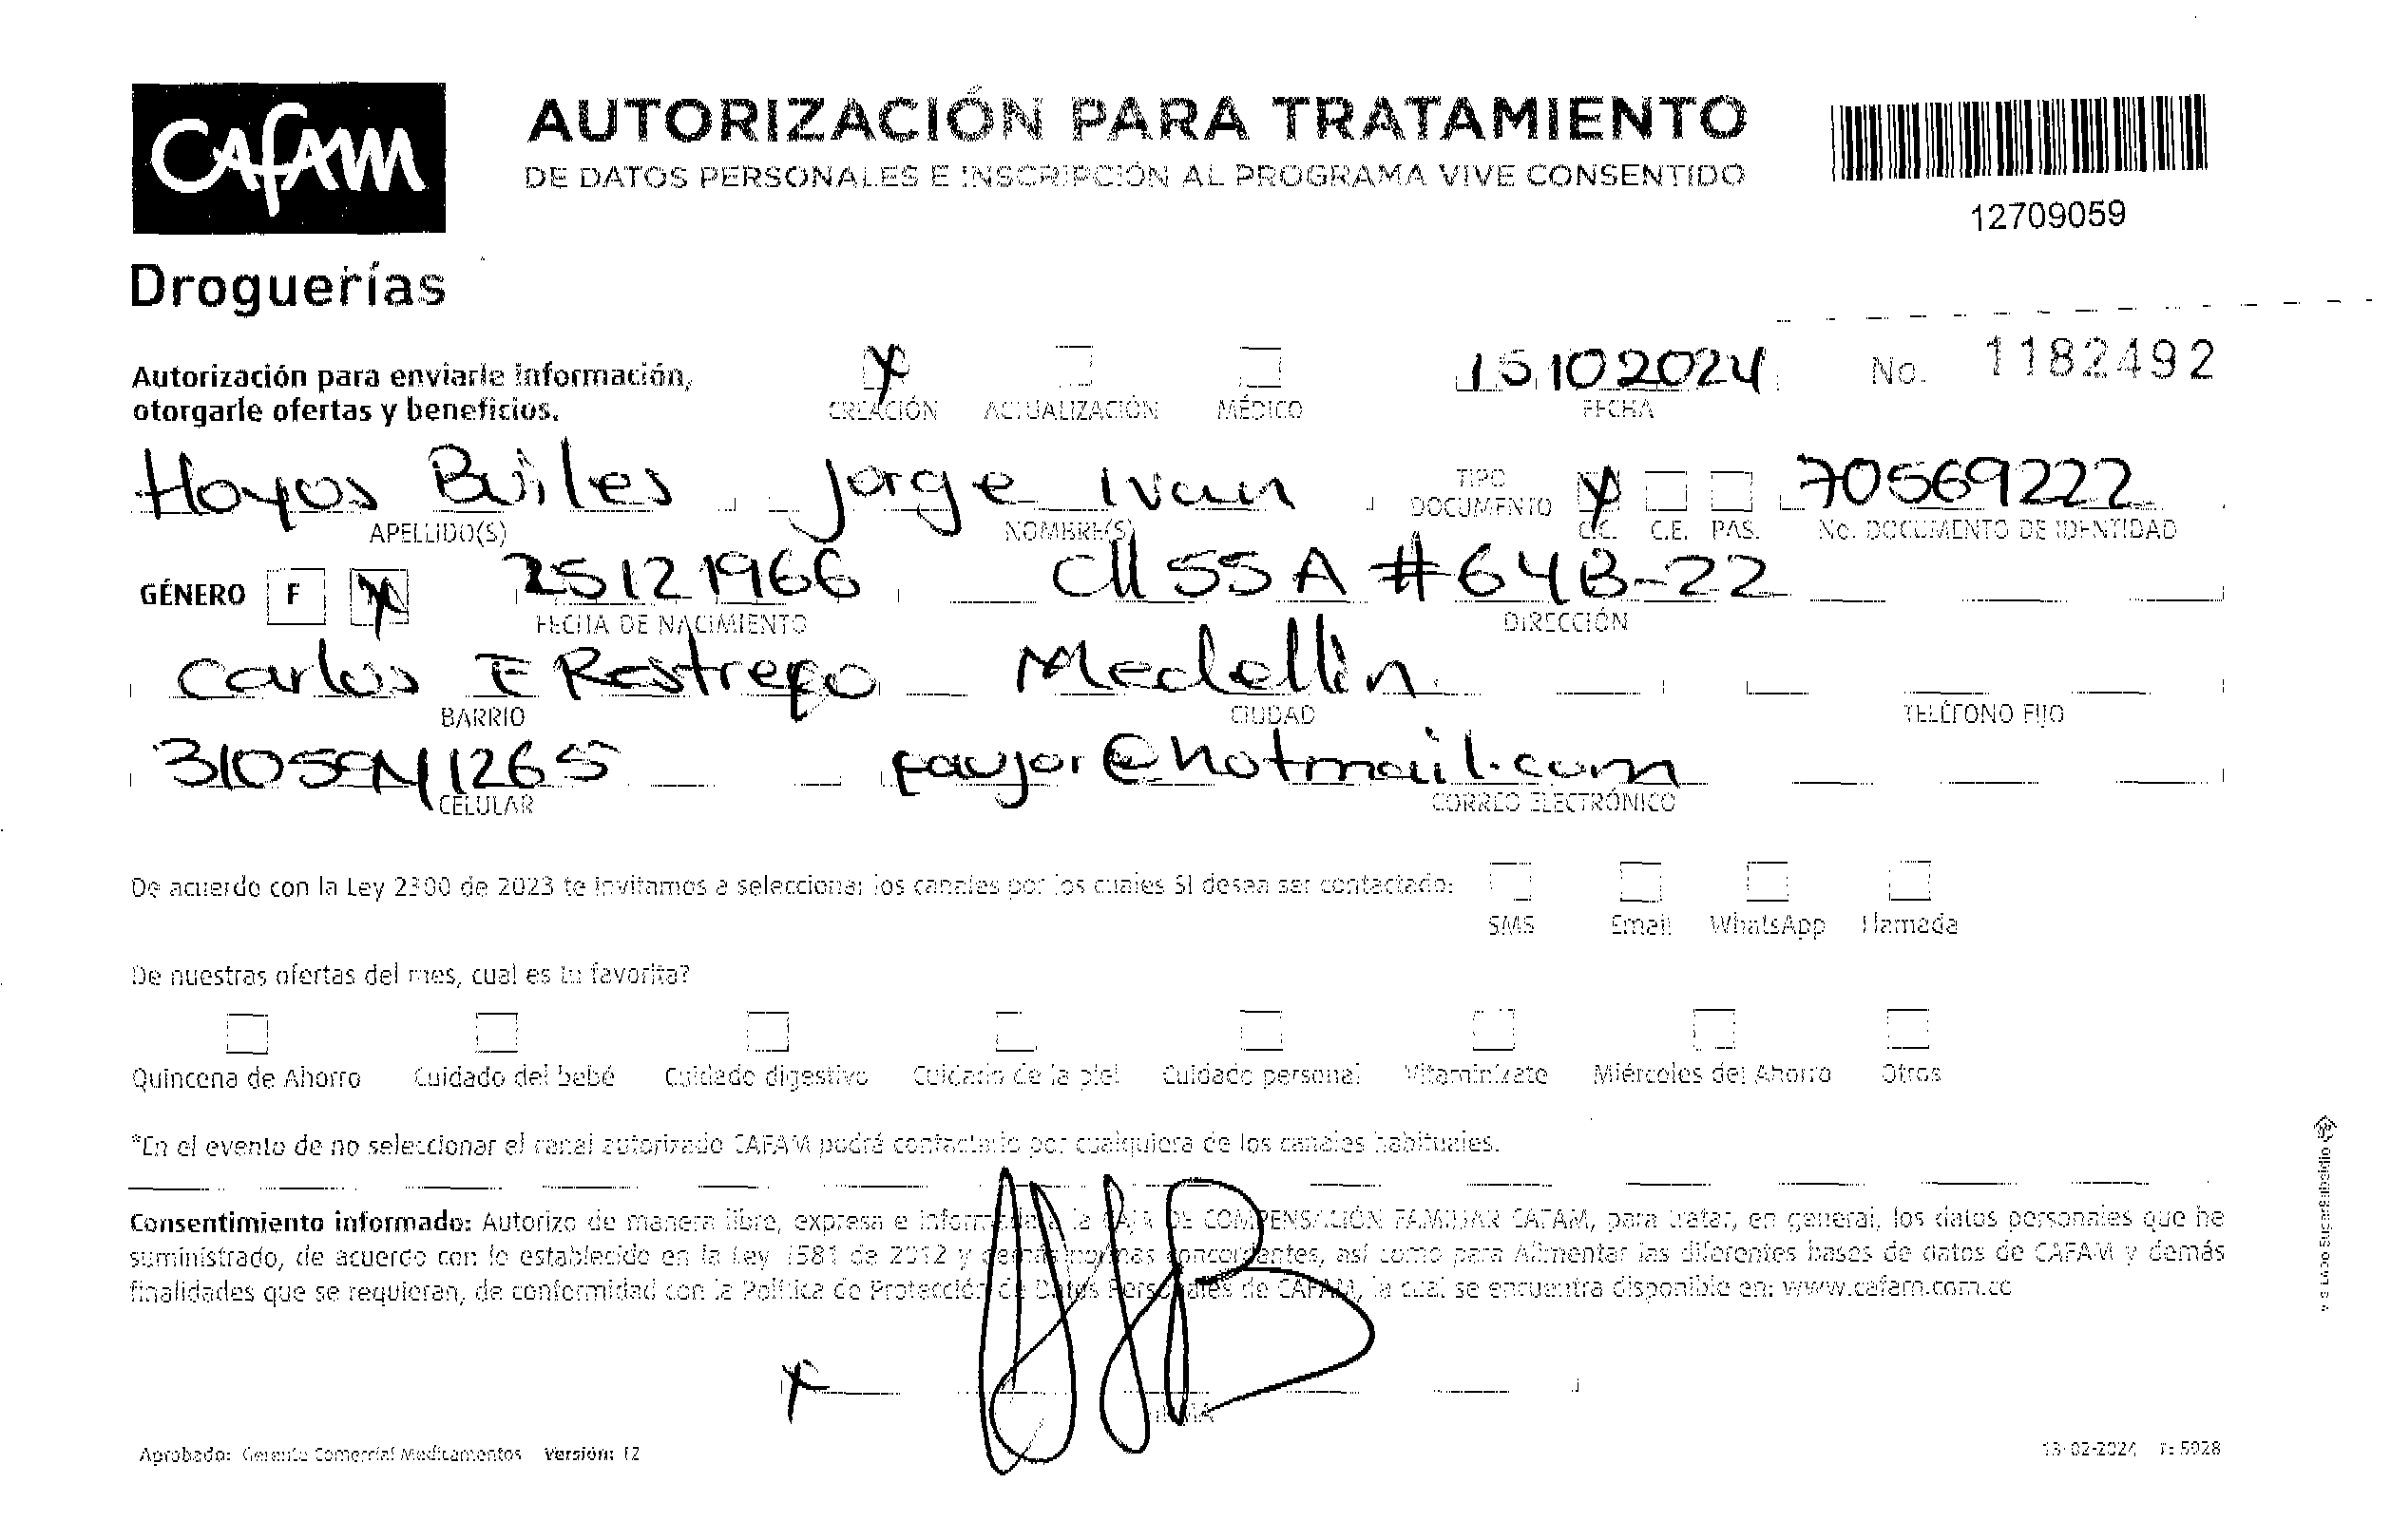 CAFAM
AUTORIZACIÓN PARA TRATAMIENTO
DE DATOS PERSONALES E INSCRIPCIÓN AL PROGRAMA VIVE CONSENTIDO
12709059
Droguerías
Autorización para enviarle información,
otorgarle ofertas y beneficios.
CREACIÓN ACTUALIZACIÓN MÉDICO
15 10 2024
FECHA
No. 1182492
Hoyos Builes Jorge Ivan
TIPO DOCUMENTO
70569222
APELLIDO(S) NOMBRE(S) C.C. C.E. PAS. No. DOCUMENTO DE IDENTIDAD
GÉNERO F M 25 12 1966 Cll 55 A # 64B-22
FECHA DE NACIMIENTO DIRECCIÓN
Carlos E Restrepo Medellin
BARRIO CIUDAD TELÉFONO FIJO
@hotmail.com
CELULAR CORREO ELECTRÓNICO
De acuerdo con la Ley 2300 de 2023 te invitamos a seleccionar los canales por los cuales SI desea ser contactado:
SMS Email WhatsApp Llamada
De nuestras ofertas del mes, cual es tu favorita?
Quincena de Ahorro Cuidado del bebé Cuidado digestivo Cuidado de la piel Cuidado personal Vitamínizate Miércoles del Ahorro Otros
*En el evento de no seleccionar el canal autorizado CAFAM podrá contactarlo por cualquiera de los canales habituales.
Consentimiento informado: Autorizo de manera libre, expresa e informada a la CAJA DE COMPENSACIÓN FAMILIAR CAFAM, para tratar, en general, los datos personales que he
suministrado, de acuerdo con lo establecido en la Ley 1581 de 2012 y demás normas concordantes, así como para Alimentar las diferentes bases de datos de CAFAM y demás
finalidades que se requieran, de conformidad con la Política de Protección de Datos Personales de CAFAM, la cual se encuentra disponible en: www.cafam.com.co
FIRMA
Aprobado: Gerente Comercial Medicamentos Versión: 12
13-02-2024